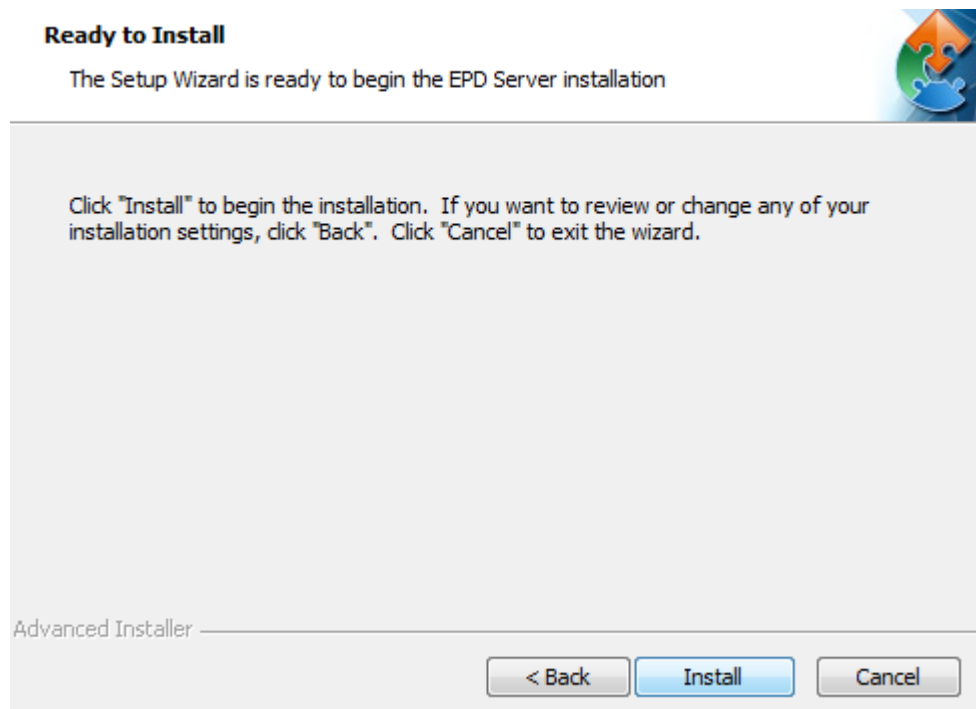 Ready to Install
The Setup Wizard is ready to begin the EPD Server installation
Click "Install" to begin the installation.  If you want to review or change any of your
installation settings, click "Back".  Click "Cancel" to exit the wizard.
Advanced Installer
< Back
Install
Cancel